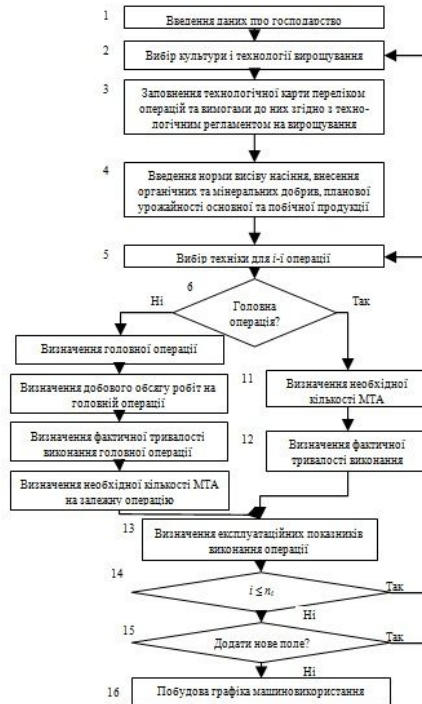 1
Введення даних про господарство
2
Вибір культури і технології вирощування
3
Заповнення технологічної карти переліком
операцій та вимогами до них згідно з техно-
логічним регламентом на вирощування
4
Введення норми висіву насіння, внесення
органічних та мінеральних добрив, планової
урожайності основної та побічної продукції
5
Вибір техніки для i-ї операції
6
Ні
Головна
операція?
Так
Визначення головної операції
Визначення добового обсягу робіт на
головній операції
Визначення фактичної тривалості
виконання головної операції
Визначення необхідної кількості МТА
на залежну операцію
11
Визначення необхідної
кількості МТА
12
Визначення фактичної
тривалості виконання
13
Визначення експлуатаційних показників
виконання операції
14
i ≤ nᵢ
Так
Ні
15
Додати нове поле?
Так
Ні
16
Побудова графіка машиновикористання